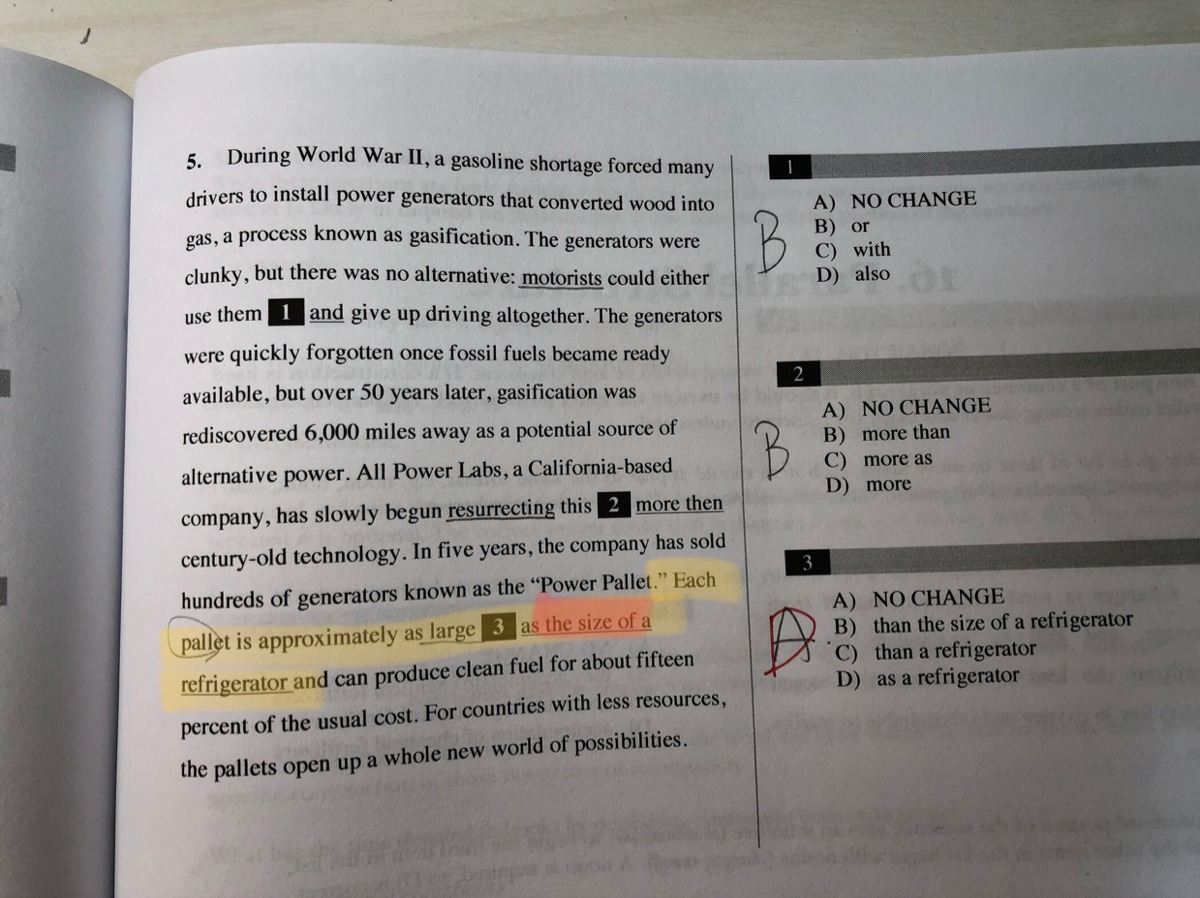 5. During World War II, a gasoline shortage forced many
drivers to install power generators that converted wood into
gas, a process known as gasification. The generators were
clunky, but there was no alternative: motorists could either
use them 1 and give up driving altogether. The generators
were quickly forgotten once fossil fuels became ready
available, but over 50 years later, gasification was
rediscovered 6,000 miles away as a potential source of
alternative power. All Power Labs, a California-based
company, has slowly begun resurrecting this 2 more then
century-old technology. In five years, the company has sold
hundreds of generators known as the “Power Pallet.” Each
pallet is approximately as large 3 as the size of a
refrigerator and can produce clean fuel for about fifteen
percent of the usual cost. For countries with less resources,
the pallets open up a whole new world of possibilities.
1
A) NO CHANGE
B) or
C) with
D) also
B
2
A) NO CHANGE
B) more than
C) more as
D) more
B
3
A) NO CHANGE
B) than the size of a refrigerator
C) than a refrigerator
D) as a refrigerator
A